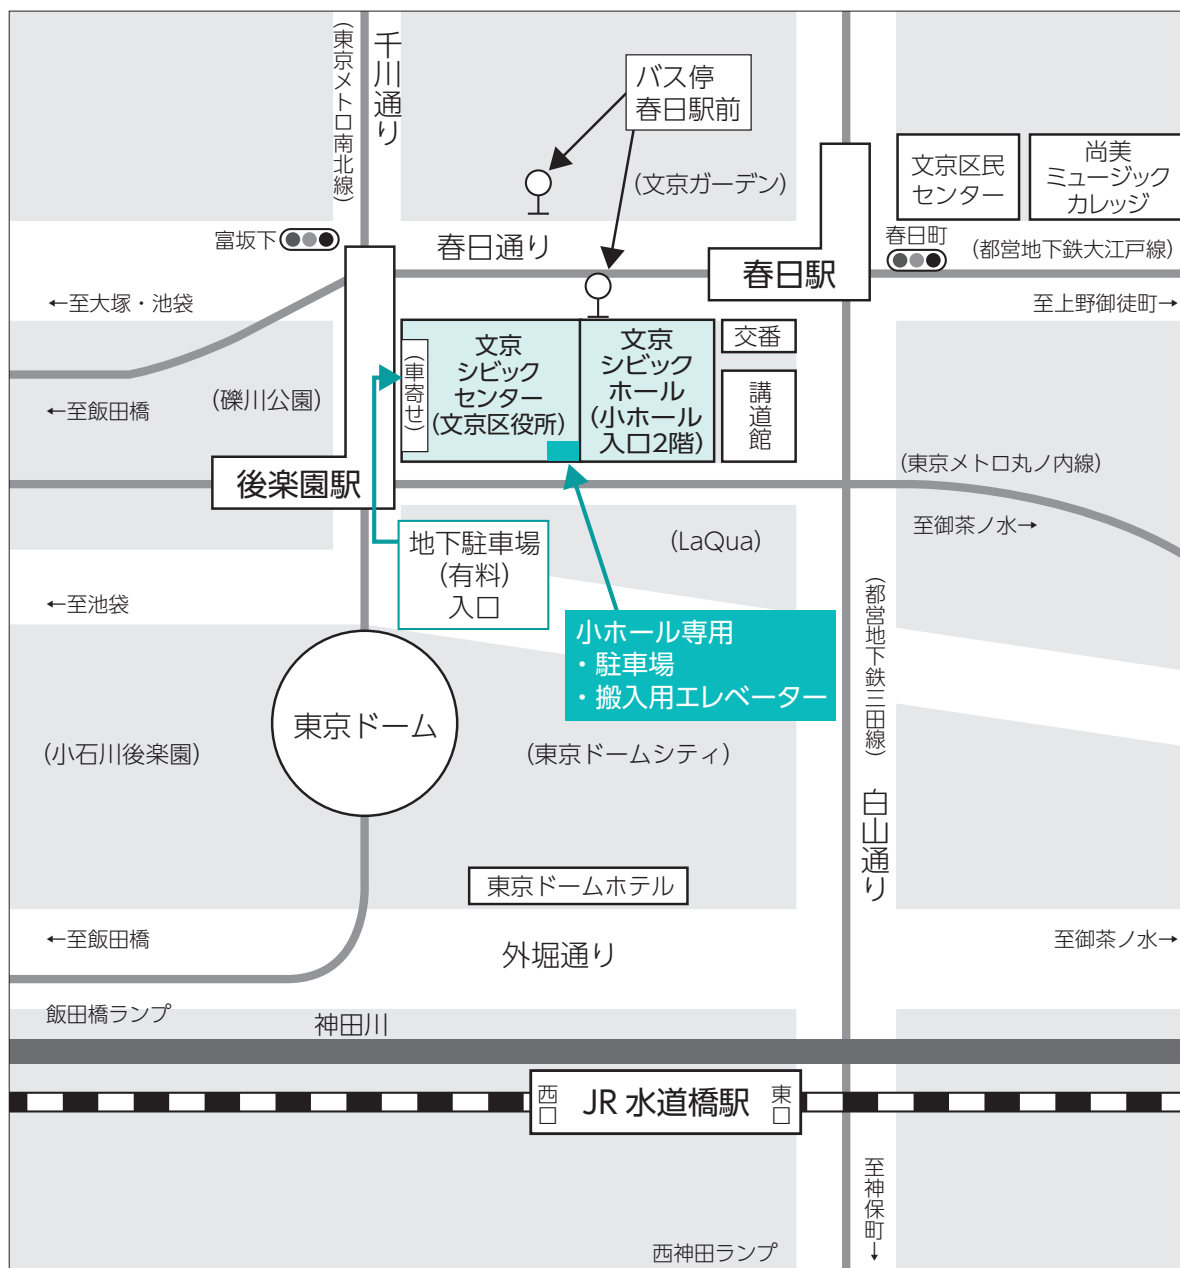 (東京メトロ南北線)
千川通り
バス停
春日駅前
(文京ガーデン)
文京区民
センター
尚美
ミュージック
カレッジ
富坂下
春日通り
春日駅
春日町
(都営地下鉄大江戸線)
←至大塚・池袋
至上野御徒町→
(車寄せ)
文京
シビック
センター
(文京区役所)
文京
シビック
ホール
(小ホール
入口2階)
交番
講道館
(礫川公園)
←至飯田橋
後楽園駅
(東京メトロ丸ノ内線)
至御茶ノ水→
地下駐車場
(有料)
入口
(LaQua)
←至池袋
小ホール専用
・駐車場
・搬入用エレベーター
(都営地下鉄三田線)
東京ドーム
(小石川後楽園)
(東京ドームシティ)
白山通り
東京ドームホテル
←至飯田橋
外堀通り
至御茶ノ水→
飯田橋ランプ
神田川
西口
JR 水道橋駅
東口
至神保町→
西神田ランプ